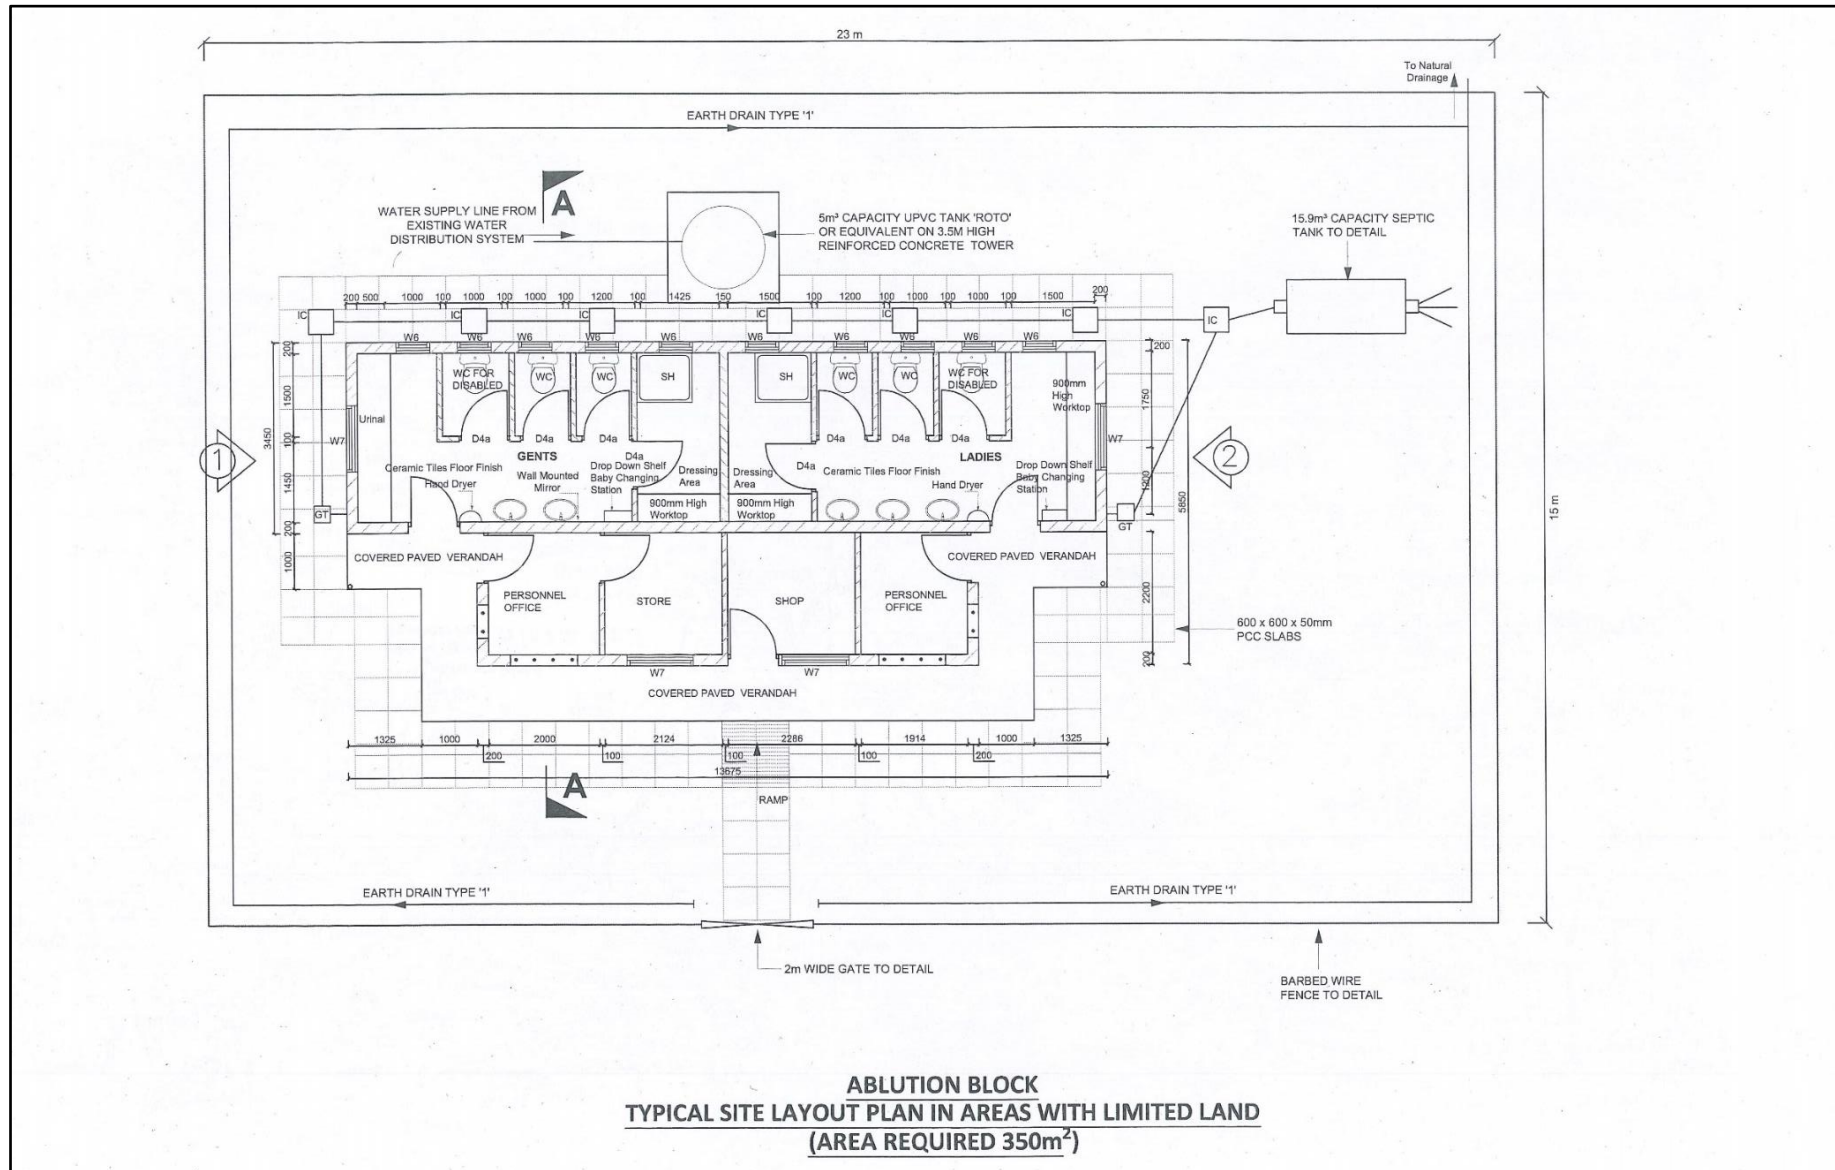 23 m
To Natural
Drainage
EARTH DRAIN TYPE '1'
A
WATER SUPPLY LINE FROM
EXISTING WATER
DISTRIBUTION SYSTEM
5m³ CAPACITY UPVC TANK 'ROTO'
OR EQUIVALENT ON 3.5M HIGH
REINFORCED CONCRETE TOWER
15.9m³ CAPACITY SEPTIC
TANK TO DETAIL
200 500 1000 100 1000 100 1000 100 1200 100 1425 150 1500 100 1200 100 1000 100 1000 100 1500 200
IC IC IC IC IC IC IC
W6 W6 W6 W6 W6 W6 W6 W6 W6 W6
200
200
WC FOR
DISABLED
WC
WC
SH
SH
WC
WC
WC FOR
DISABLED
900mm
High
Worktop
1500
1750
Urinal
W7
W7
3450
100
D4a D4a D4a D4a D4a D4a
GENTS
LADIES
1
2
D4a
D4a
Ceramic Tiles Floor Finish
Ceramic Tiles Floor Finish
Hand Dryer
Wall Mounted
Mirror
Drop Down Shelf
Baby Changing
Station
Dressing
Area
Dressing
Area
Hand Dryer
Drop Down Shelf
Baby Changing
Station
1450
1200
5850
15 m
900mm High
Worktop
900mm High
Worktop
GT
GT
200
1000
COVERED PAVED VERANDAH
COVERED PAVED VERANDAH
2200
PERSONNEL
OFFICE
STORE
SHOP
PERSONNEL
OFFICE
600 x 600 x 50mm
PCC SLABS
200
W7
W7
COVERED PAVED VERANDAH
1325 1000 2000 2124 2286 1914 1000 1325
200 100 100 100 200
13675
A
RAMP
EARTH DRAIN TYPE '1'
EARTH DRAIN TYPE '1'
2m WIDE GATE TO DETAIL
BARBED WIRE
FENCE TO DETAIL
ABLUTION BLOCK
TYPICAL SITE LAYOUT PLAN IN AREAS WITH LIMITED LAND
(AREA REQUIRED 350m²)